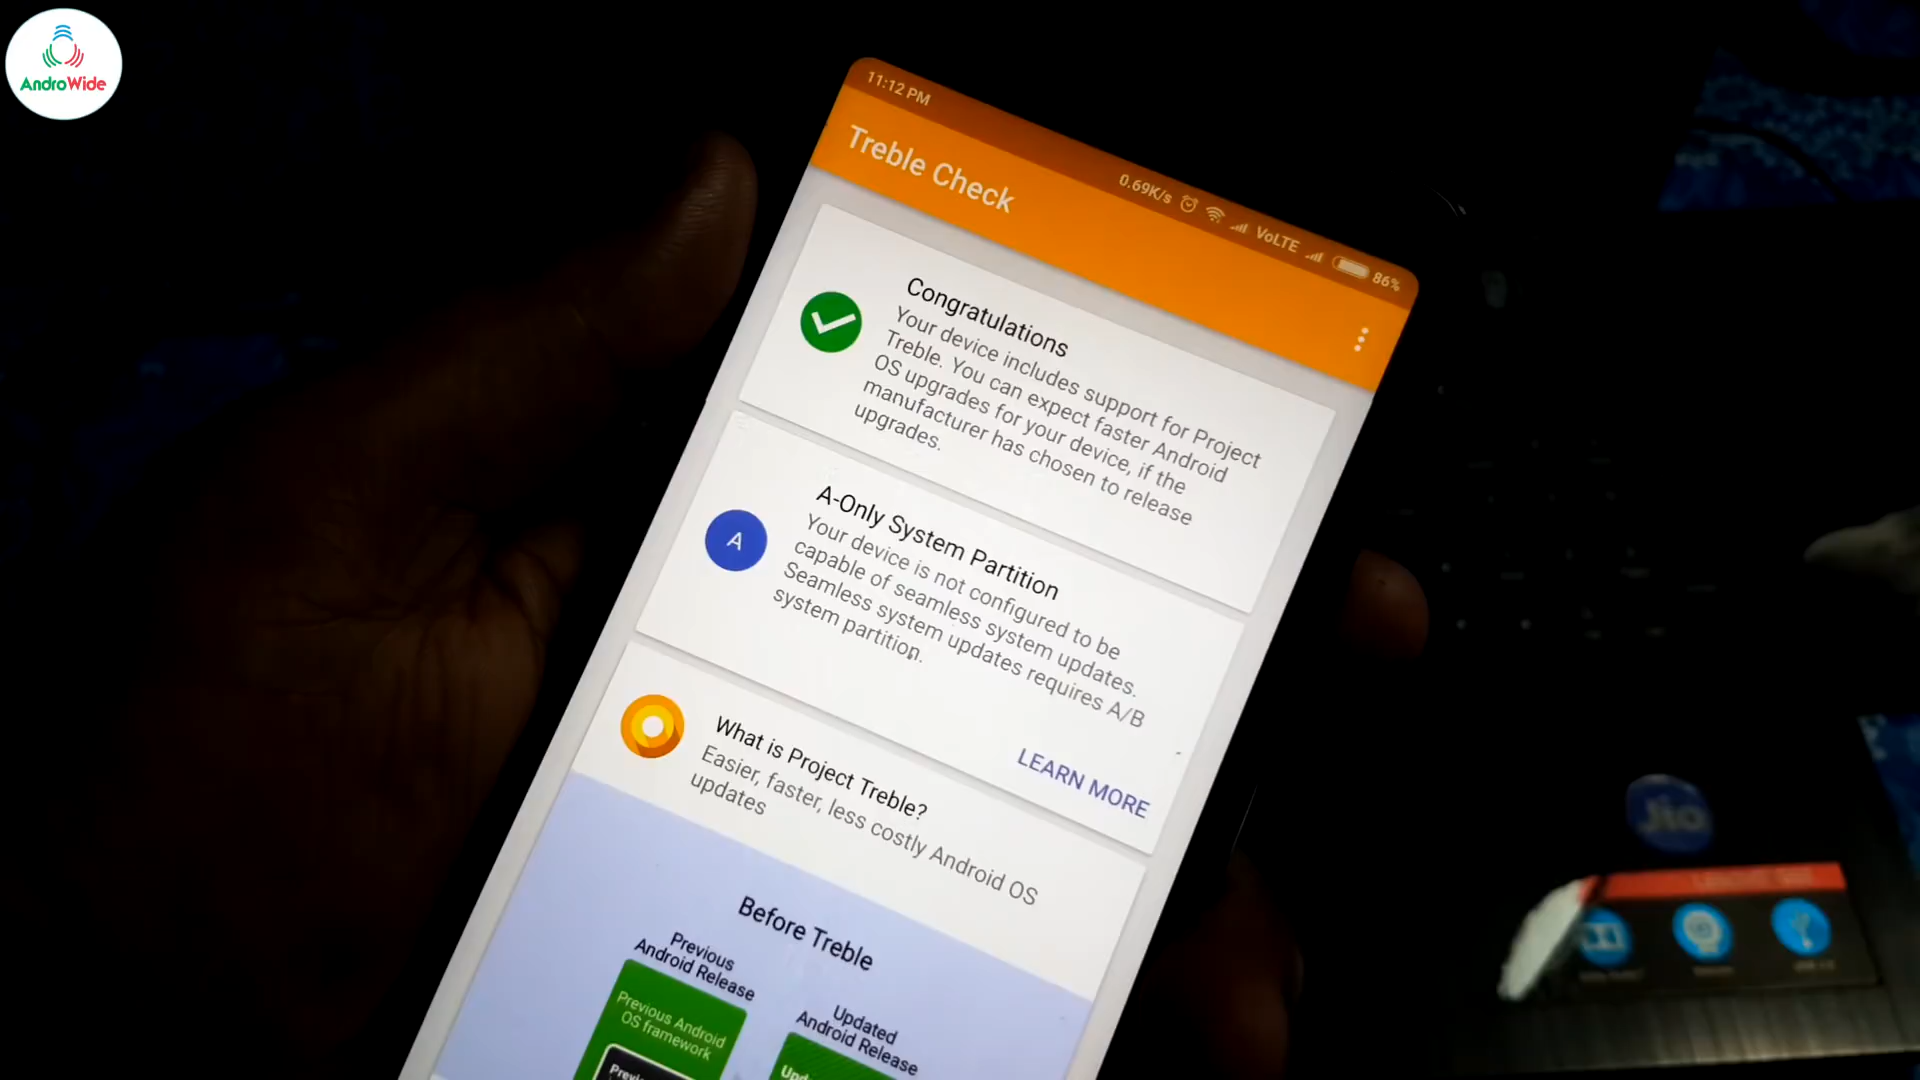 AndroWide
11:12 PM
0.69K/s
VoLTE
86%
Treble Check
Congratulations
Your device includes support for Project
Treble. You can expect faster Android
OS upgrades for your device, if the
manufacturer has chosen to release
upgrades.
A
A-Only System Partition
Your device is not configured to be
capable of seamless system updates.
Seamless system updates requires A/B
system partition.
LEARN MORE
What is Project Treble?
Easier, faster, less costly Android OS
updates
Before Treble
Previous
Android Release
Previous Android
OS framework
Updated
Android Release
Jio